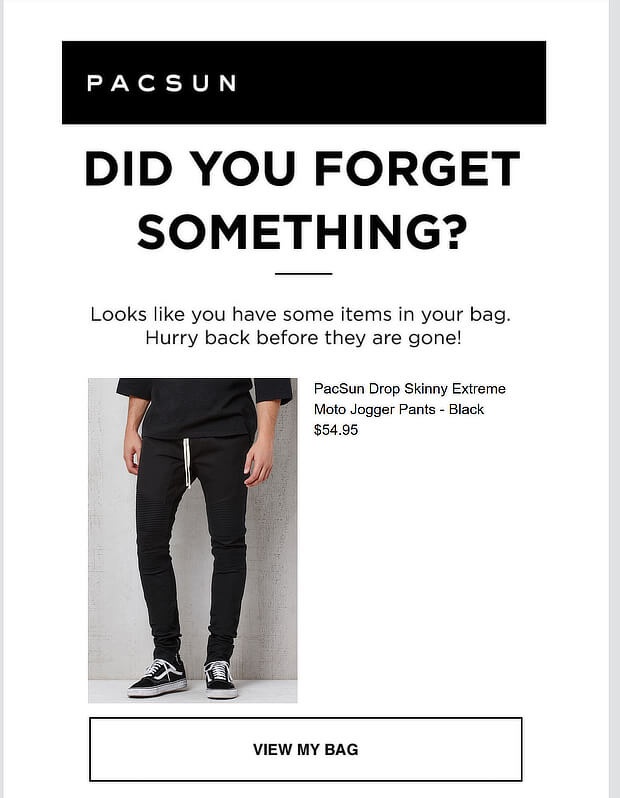 PACSUN
DID YOU FORGET
SOMETHING?
Looks like you have some items in your bag.
Hurry back before they are gone!
PacSun Drop Skinny Extreme
Moto Jogger Pants - Black
$54.95
VIEW MY BAG